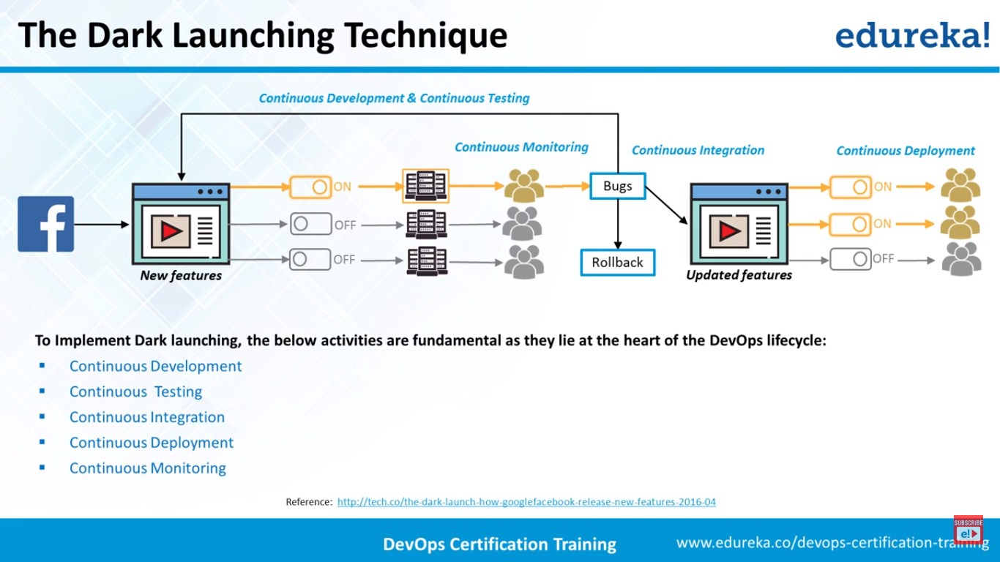 The Dark Launching Technique
edureka!
Continuous Development & Continuous Testing
Continuous Monitoring
Continuous Integration
Continuous Deployment
ON
Bugs
ON
OFF
ON
OFF
Rollback
OFF
New features
Updated features
To Implement Dark launching, the below activities are fundamental as they lie at the heart of the DevOps lifecycle:
▪ Continuous Development
▪ Continuous Testing
▪ Continuous Integration
▪ Continuous Deployment
▪ Continuous Monitoring
Reference: http://tech.co/the-dark-launch-how-googlefacebook-release-new-features-2016-04
SUBSCRIBE
e!
DevOps Certification Training
www.edureka.co/devops-certification-training